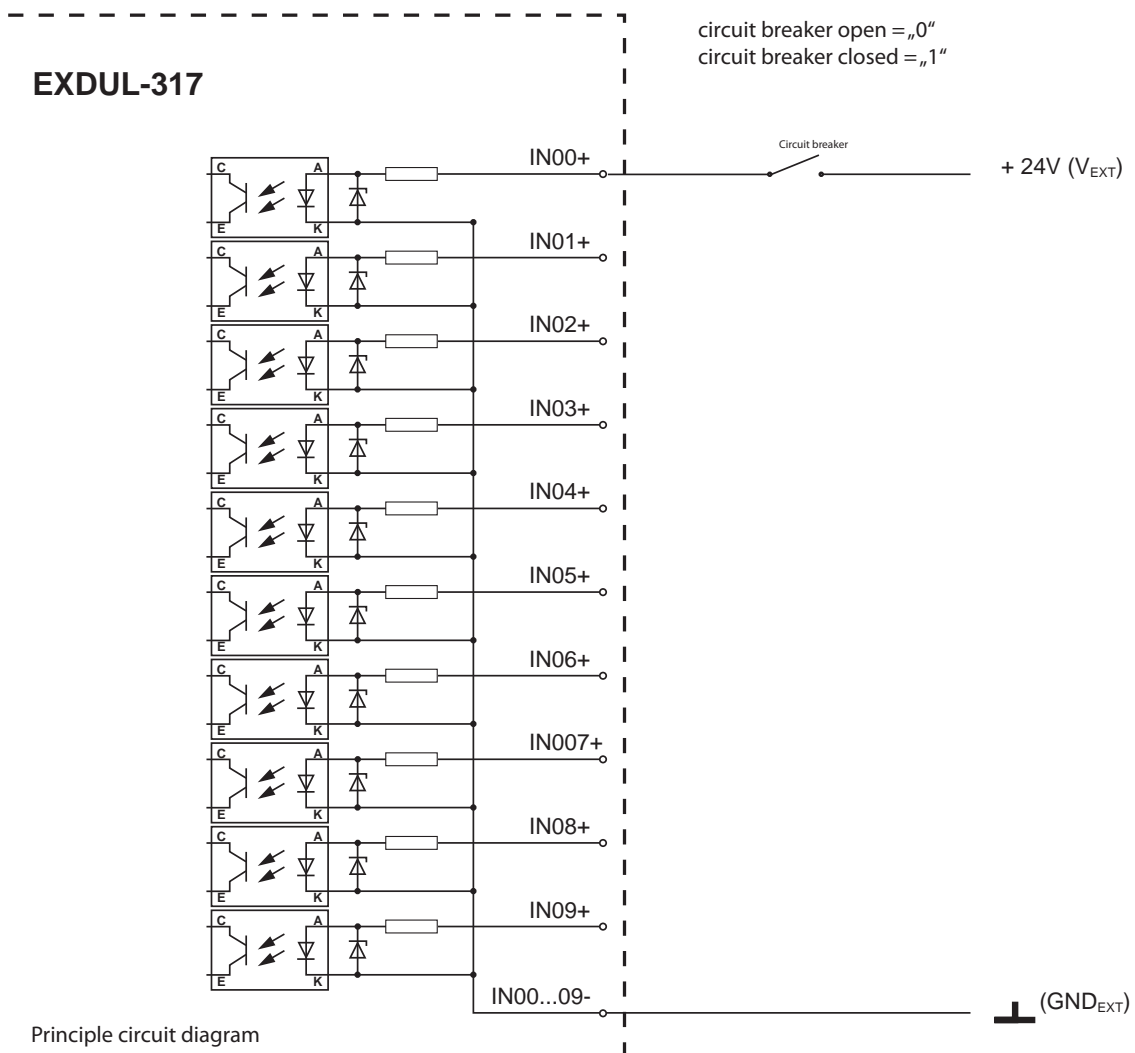 circuit breaker open = „0“
circuit breaker closed = „1“
EXDUL-317
Circuit breaker
+ 24V (VEXT)
IN00+
C A
E K
IN01+
C A
E K
IN02+
C A
E K
IN03+
C A
E K
IN04+
C A
E K
IN05+
C A
E K
IN06+
C A
E K
IN007+
C A
E K
IN08+
C A
E K
IN09+
C A
E K
IN00...09-
(GNDEXT)
Principle circuit diagram